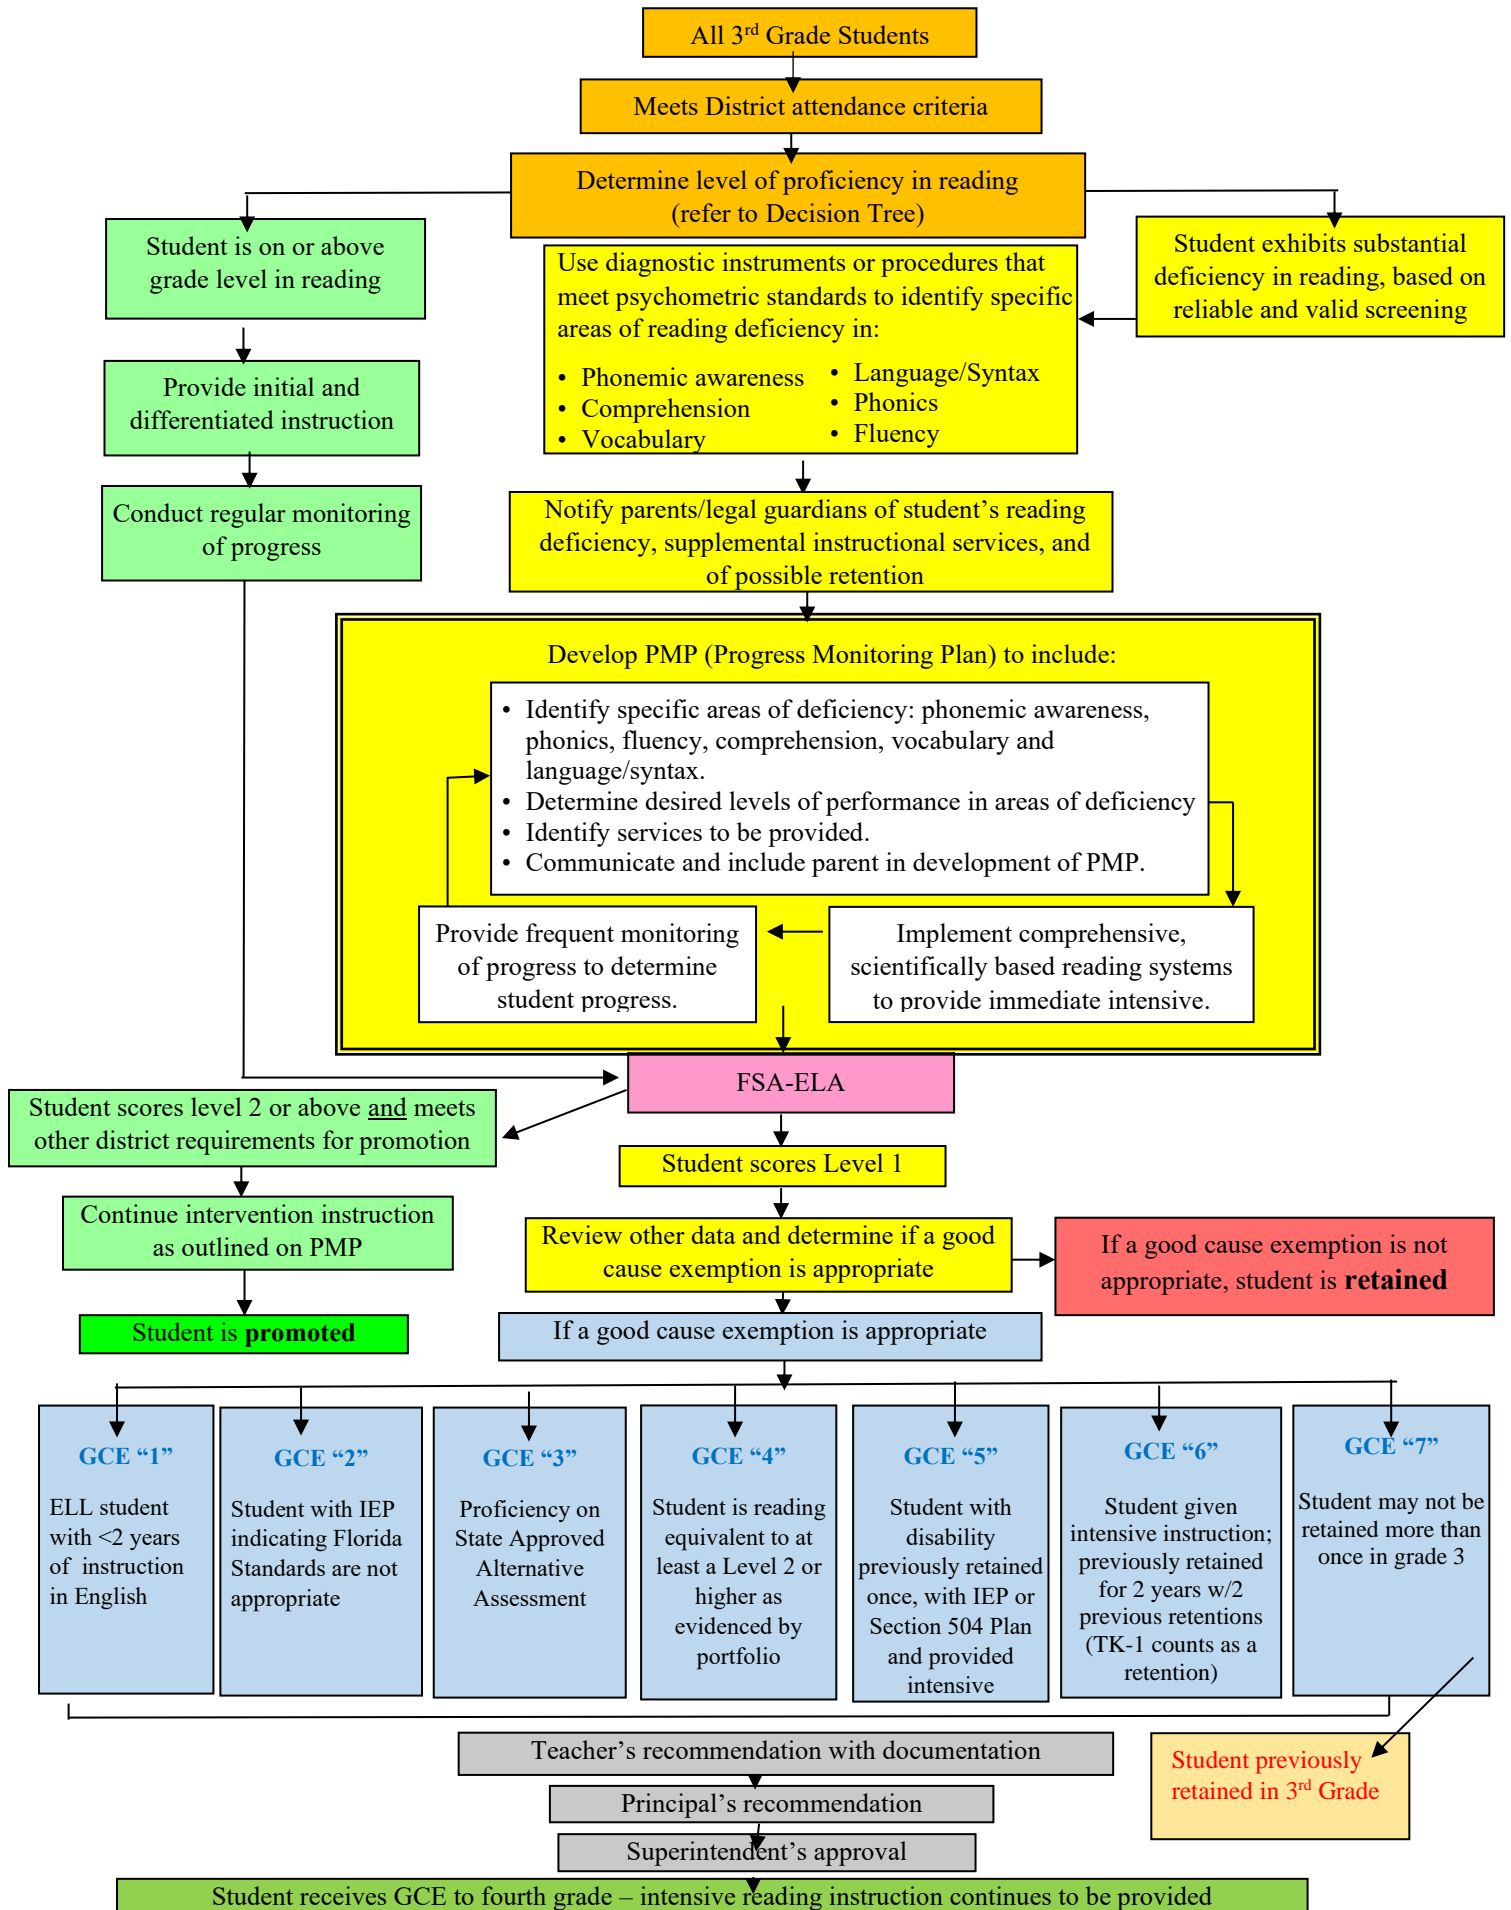 All 3rd Grade Students
Meets District attendance criteria
Determine level of proficiency in reading
(refer to Decision Tree)
Student is on or above
grade level in reading
Student exhibits substantial
deficiency in reading, based on
reliable and valid screening
Use diagnostic instruments or procedures that
meet psychometric standards to identify specific
areas of reading deficiency in:
• Phonemic awareness
• Comprehension
• Vocabulary
• Language/Syntax
• Phonics
• Fluency
Provide initial and
differentiated instruction
Conduct regular monitoring
of progress
Notify parents/legal guardians of student’s reading
deficiency, supplemental instructional services, and
of possible retention
Develop PMP (Progress Monitoring Plan) to include:
• Identify specific areas of deficiency: phonemic awareness,
phonics, fluency, comprehension, vocabulary and
language/syntax.
• Determine desired levels of performance in areas of deficiency
• Identify services to be provided.
• Communicate and include parent in development of PMP.
Provide frequent monitoring
of progress to determine
student progress.
Implement comprehensive,
scientifically based reading systems
to provide immediate intensive.
FSA-ELA
Student scores level 2 or above and meets
other district requirements for promotion
Student scores Level 1
Continue intervention instruction
as outlined on PMP
Review other data and determine if a good
cause exemption is appropriate
If a good cause exemption is not
appropriate, student is retained
Student is promoted
If a good cause exemption is appropriate
GCE “1”
ELL student
with <2 years
of instruction
in English
GCE “2”
Student with IEP
indicating Florida
Standards are not
appropriate
GCE “3”
Proficiency on
State Approved
Alternative
Assessment
GCE “4”
Student is reading
equivalent to at
least a Level 2 or
higher as
evidenced by
portfolio
GCE “5”
Student with
disability
previously retained
once, with IEP or
Section 504 Plan
and provided
intensive
GCE “6”
Student given
intensive instruction;
previously retained
for 2 years w/2
previous retentions
(TK-1 counts as a
retention)
GCE “7”
Student may not be
retained more than
once in grade 3
Teacher’s recommendation with documentation
Principal’s recommendation
Superintendent’s approval
Student previously
retained in 3rd Grade
Student receives GCE to fourth grade – intensive reading instruction continues to be provided